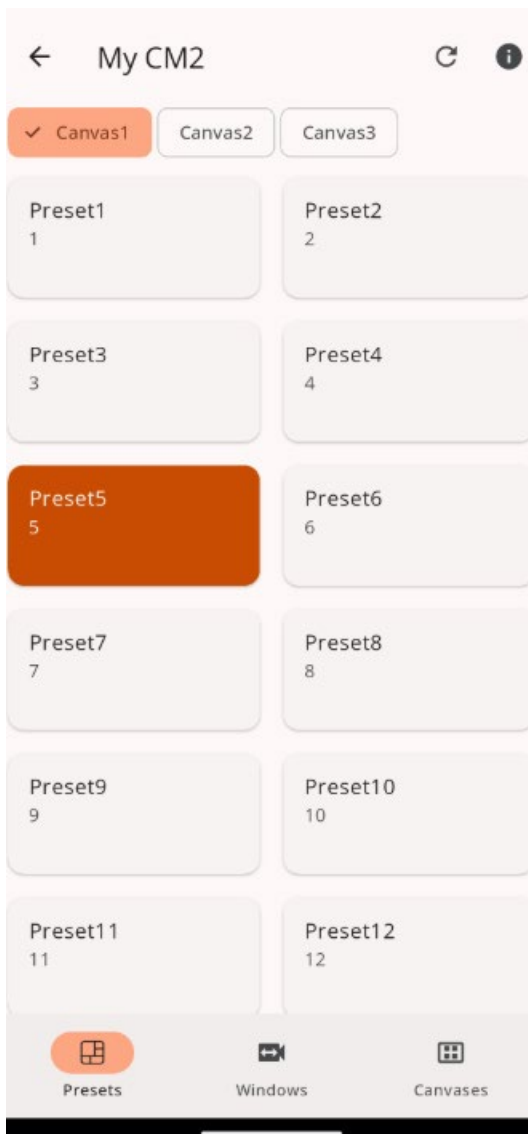 My CM2
Canvas1 Canvas2 Canvas3
Preset1 Preset2
1 2
Preset3 Preset4
3 4
Preset5 Preset6
5 6
Preset7 Preset8
7 8
Preset9 Preset10
9 10
Preset11 Preset12
11 12
Presets Windows Canvases